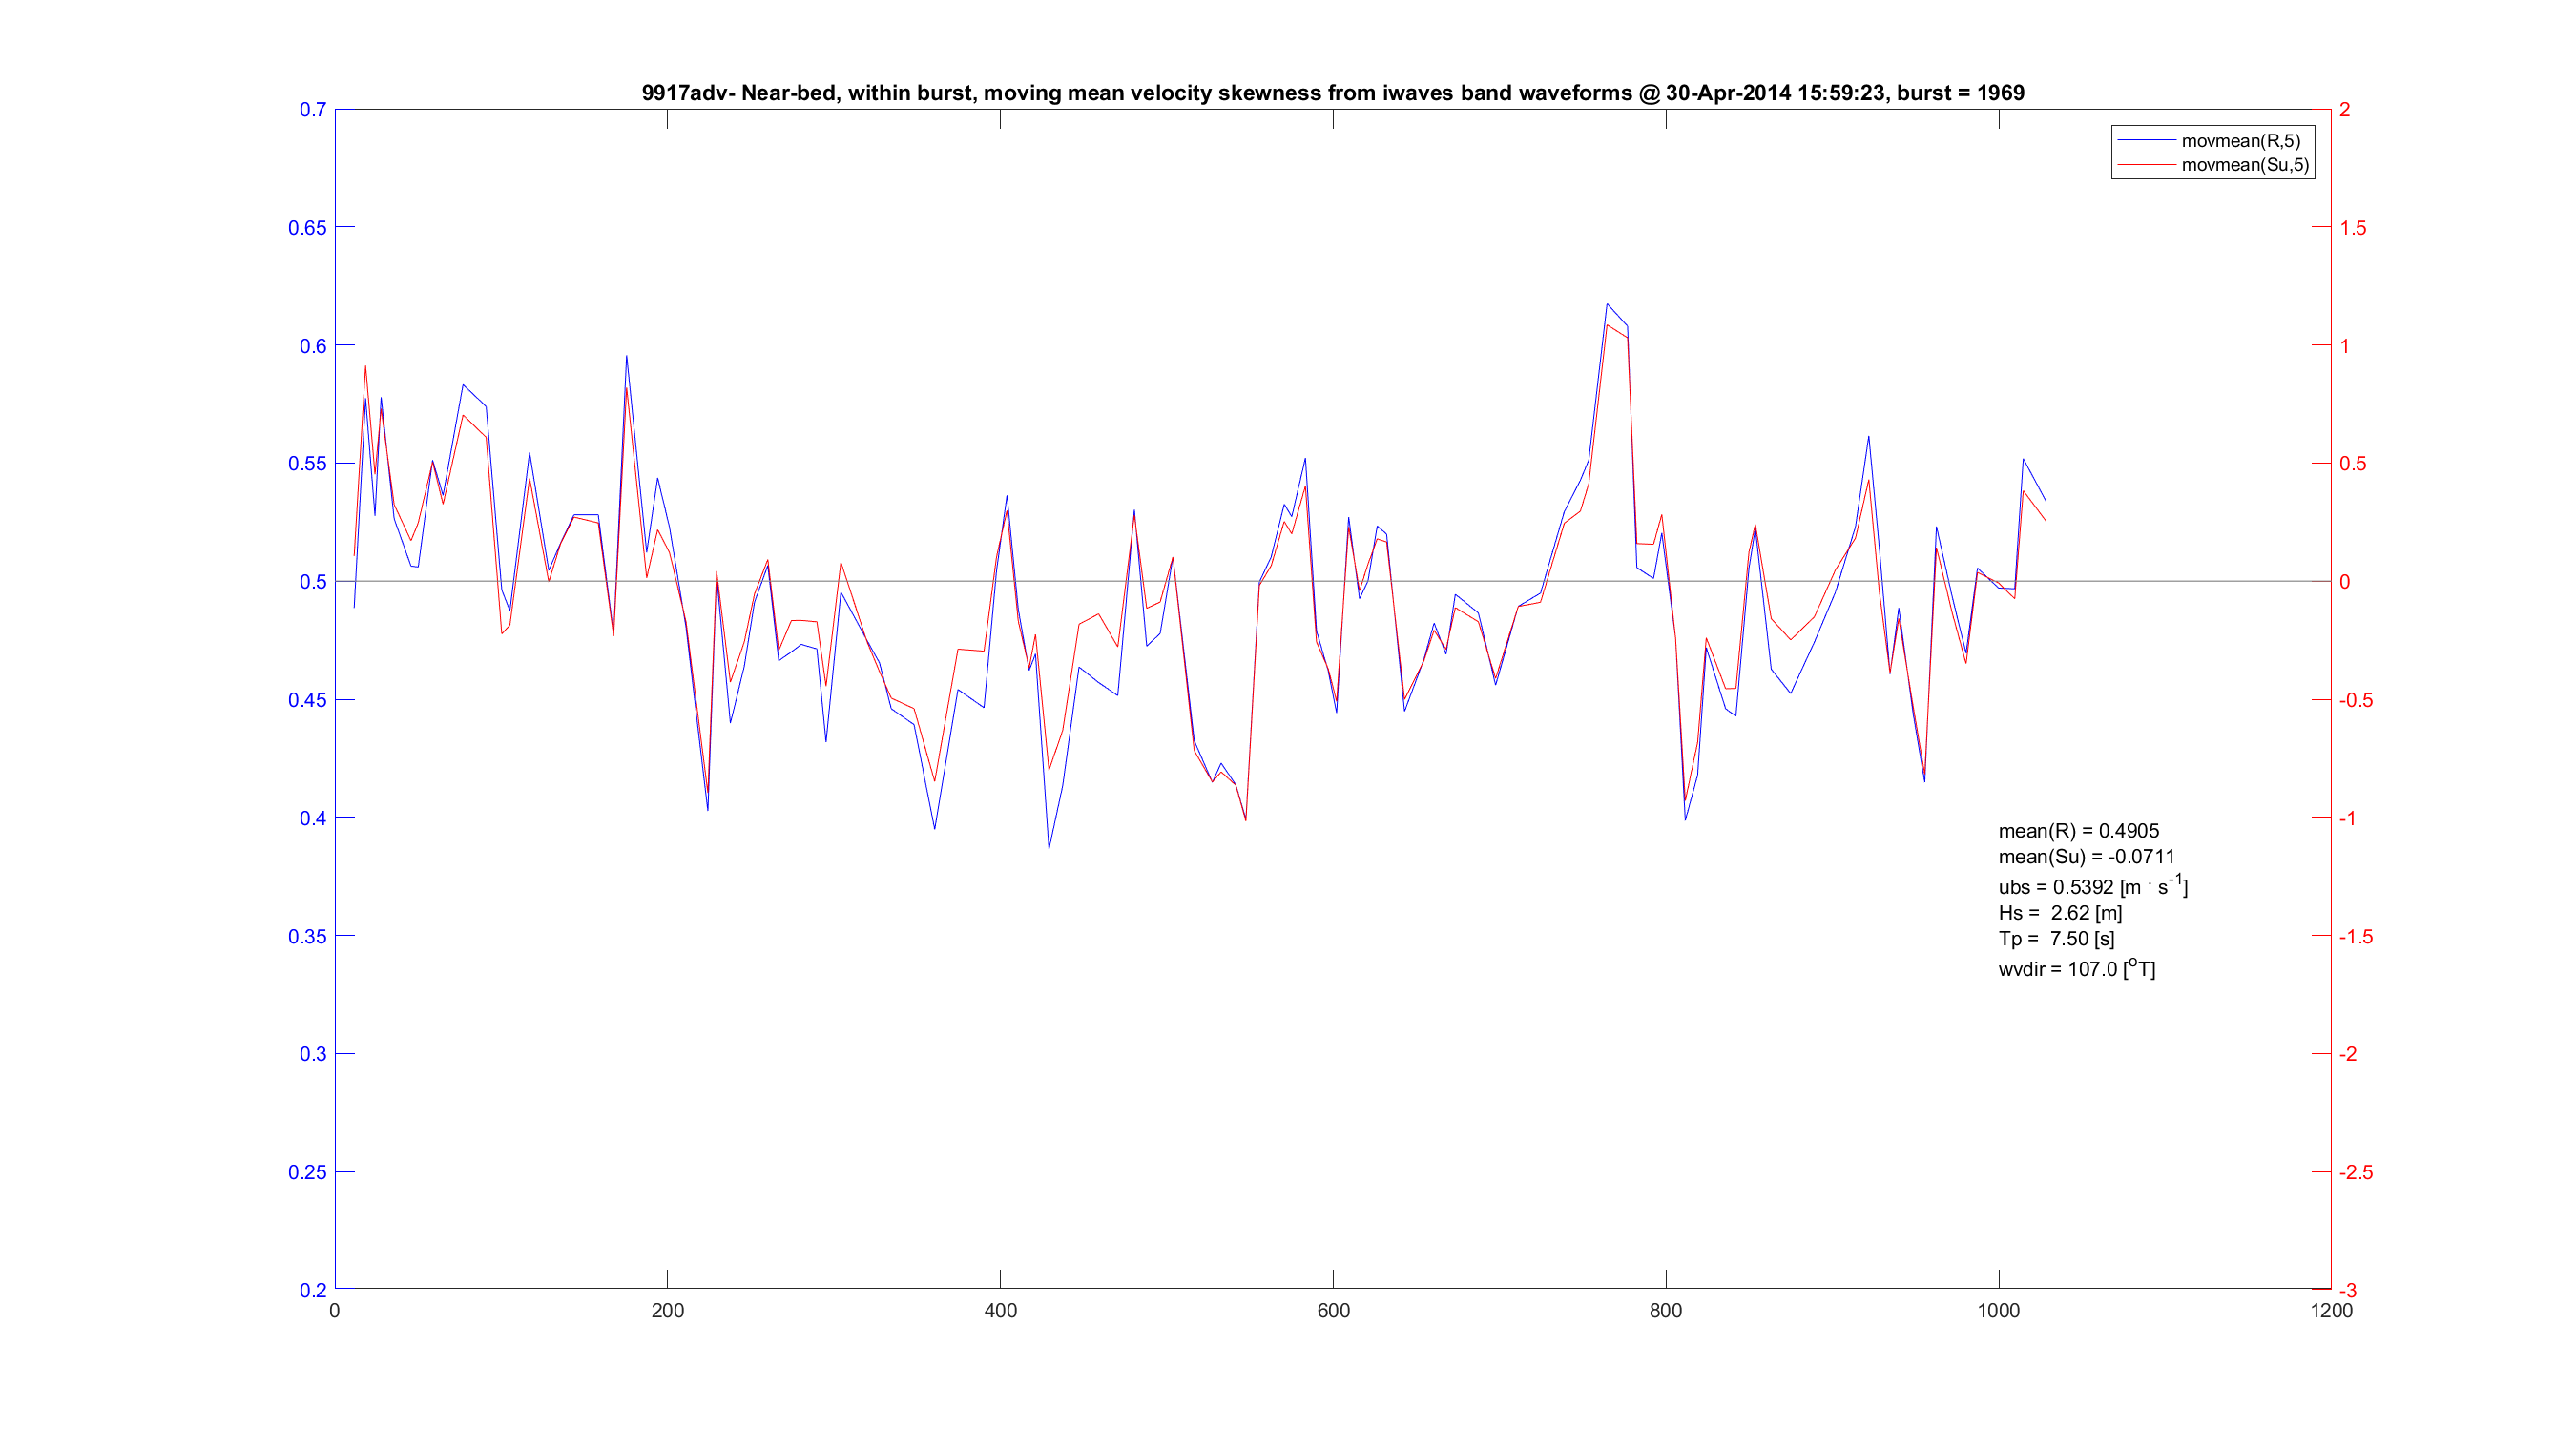 9917adv- Near-bed, within burst, moving mean velocity skewness from iwaves band waveforms @ 30-Apr-2014 15:59:23, burst = 1969
movmean(R,5)
movmean(Su,5)
0.7
0.65
0.6
0.55
0.5
0.45
0.4
0.35
0.3
0.25
0.2
2
1.5
1
0.5
0
-0.5
-1
-1.5
-2
-2.5
-3
mean(R) = 0.4905
mean(Su) = -0.0711
ubs = 0.5392 [m · s-1]
Hs = 2.62 [m]
Tp = 7.50 [s]
wvdir = 107.0 [oT]
0 200 400 600 800 1000 1200